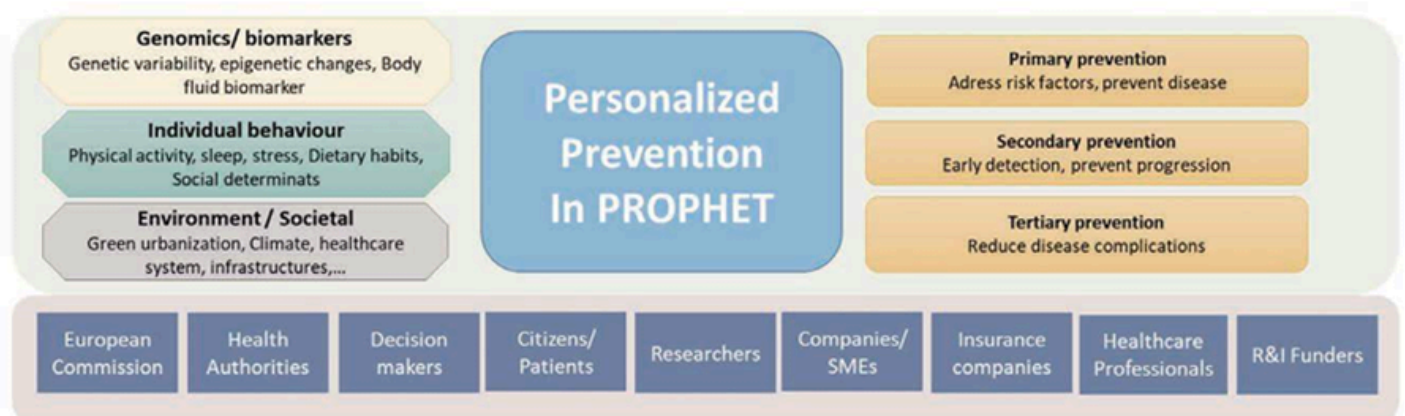 Genomics/ biomarkers
Genetic variability, epigenetic changes, Body
fluid biomarker
Individual behaviour
Physical activity, sleep, stress, Dietary habits,
Social determinats
Environment / Societal
Green urbanization, Climate, healthcare
system, infrastructures,...
Personalized
Prevention
In PROPHET
Primary prevention
Adress risk factors, prevent disease
Secondary prevention
Early detection, prevent progression
Tertiary prevention
Reduce disease complications
European
Commission
Health
Authorities
Decision
makers
Citizens/
Patients
Researchers
Companies/
SMEs
Insurance
companies
Healthcare
Professionals
R&I Funders